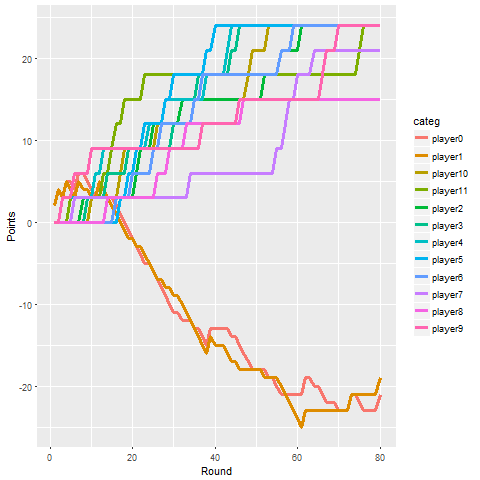 20
10
0
-10
-20
Points
0
20
40
60
80
Round
categ
player0
player1
player10
player11
player2
player3
player4
player5
player6
player7
player8
player9